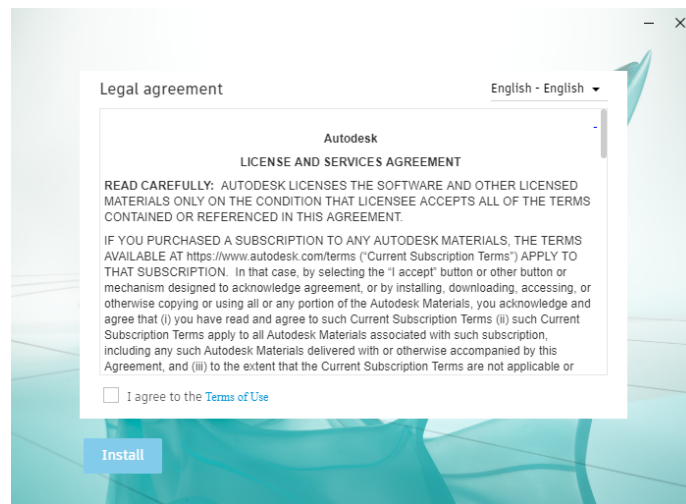 Legal agreement
English - English
Autodesk
LICENSE AND SERVICES AGREEMENT
READ CAREFULLY: AUTODESK LICENSES THE SOFTWARE AND OTHER LICENSED
MATERIALS ONLY ON THE CONDITION THAT LICENSEE ACCEPTS ALL OF THE TERMS
CONTAINED OR REFERENCED IN THIS AGREEMENT.
IF YOU PURCHASED A SUBSCRIPTION TO ANY AUTODESK MATERIALS, THE TERMS
AVAILABLE AT https://www.autodesk.com/terms (“Current Subscription Terms”) APPLY TO
THAT SUBSCRIPTION. In that case, by selecting the “I accept” button or other button or
mechanism designed to acknowledge agreement, or by installing, downloading, accessing, or
otherwise copying or using all or any portion of the Autodesk Materials, you acknowledge and
agree that (i) you have read and agree to such Current Subscription Terms (ii) such Current
Subscription Terms apply to all Autodesk Materials associated with such subscription,
including any such Autodesk Materials delivered with or otherwise accompanied by this
Agreement, and (iii) to the extent that the Current Subscription Terms are not applicable or
I agree to the Terms of Use
Install